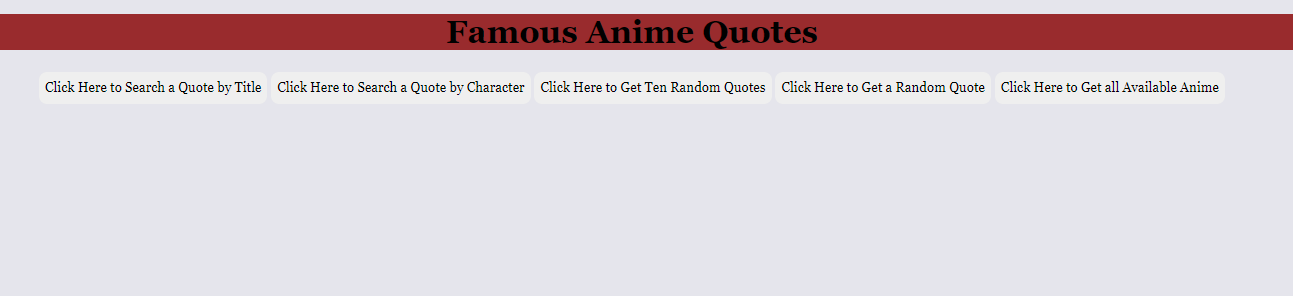 Famous Anime Quotes
Click Here to Search a Quote by Title Click Here to Search a Quote by Character Click Here to Get Ten Random Quotes Click Here to Get a Random Quote Click Here to Get all Available Anime